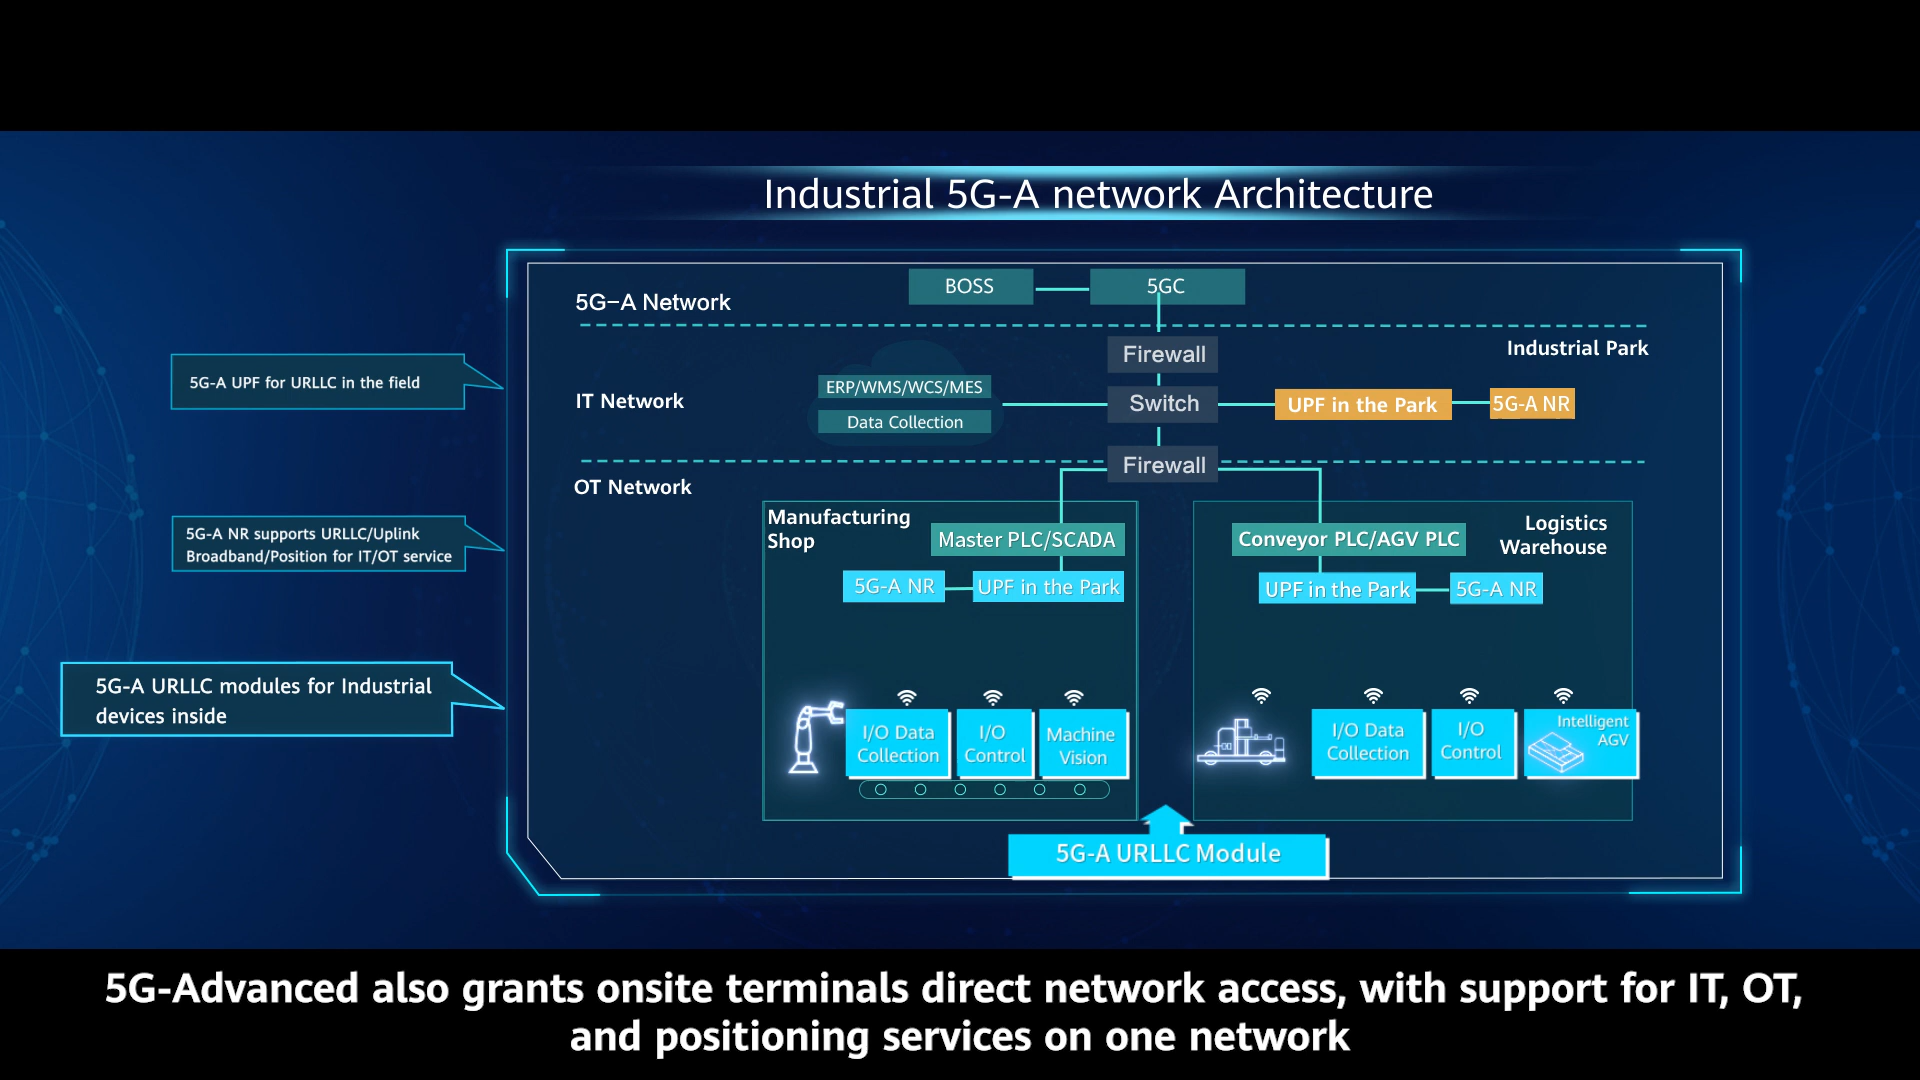 Industrial 5G-A network Architecture
BOSS
5GC
5G-A Network
Firewall
Industrial Park
5G-A UPF for URLLC in the field
IT Network
ERP/WMS/WCS/MES
Data Collection
Switch
UPF in the Park
5G-A NR
Firewall
OT Network
5G-A NR supports URLLC/Uplink
Broadband/Position for IT/OT service
Manufacturing
Shop
Master PLC/SCADA
5G-A NR
UPF in the Park
Conveyor PLC/AGV PLC
Logistics
Warehouse
UPF in the Park
5G-A NR
5G-A URLLC modules for Industrial
devices inside
I/O Data
Collection
I/O
Control
Machine
Vision
I/O Data
Collection
I/O
Control
Intelligent
AGV
5G-A URLLC Module
5G-Advanced also grants onsite terminals direct network access, with support for IT, OT,
and positioning services on one network